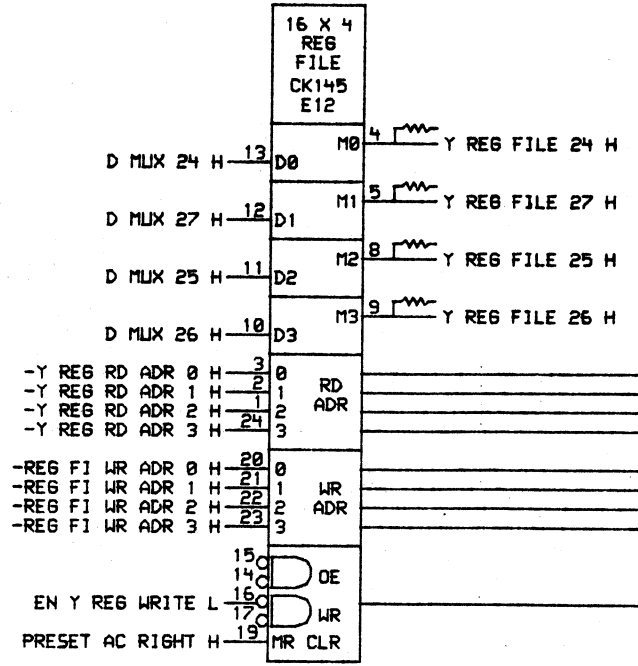 16 X 4
REG
FILE
CK145
E12
M0 4 Y REG FILE 24 H
D MUX 24 H 13 D0
M1 5 Y REG FILE 27 H
D MUX 27 H 12 D1
M2 8 Y REG FILE 25 H
D MUX 25 H 11 D2
M3 9 Y REG FILE 26 H
D MUX 26 H 10 D3
-Y REG RD ADR 0 H 3 0
-Y REG RD ADR 1 H 2 1
-Y REG RD ADR 2 H 1 2
-Y REG RD ADR 3 H 24 3
RD
ADR
-REG FI WR ADR 0 H 20 0
-REG FI WR ADR 1 H 21 1
-REG FI WR ADR 2 H 22 2
-REG FI WR ADR 3 H 23 3
WR
ADR
15
14 OE
EN Y REG WRITE L 16
17 WR
PRESET AC RIGHT H 19 MR CLR